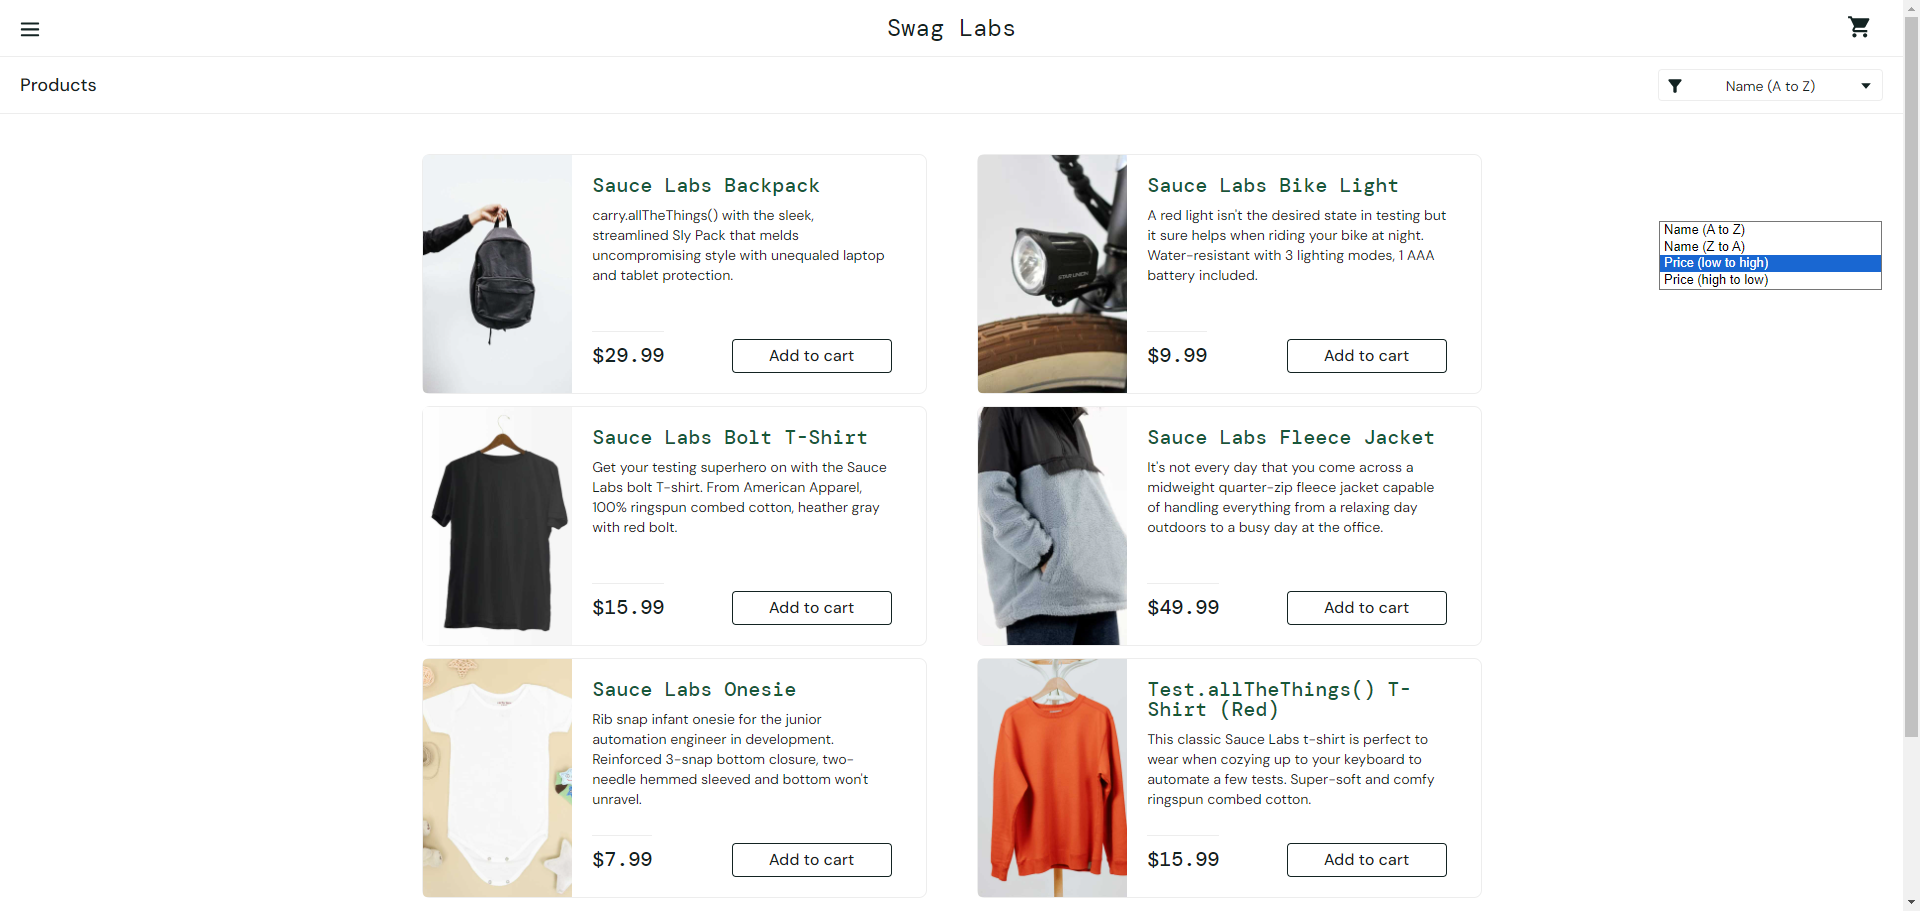 Swag Labs
Products
Name (A to Z)
Name (A to Z)
Name (Z to A)
Price (low to high)
Price (high to low)
Sauce Labs Backpack
carry.allTheThings() with the sleek,
streamlined Sly Pack that melds
uncompromising style with unequaled laptop
and tablet protection.
$29.99
Add to cart
Sauce Labs Bike Light
A red light isn't the desired state in testing but
it sure helps when riding your bike at night.
Water-resistant with 3 lighting modes, 1 AAA
battery included.
STAR UNION
$9.99
Add to cart
Sauce Labs Bolt T-Shirt
Get your testing superhero on with the Sauce
Labs bolt T-shirt. From American Apparel,
100% ringspun combed cotton, heather gray
with red bolt.
$15.99
Add to cart
Sauce Labs Fleece Jacket
It's not every day that you come across a
midweight quarter-zip fleece jacket capable
of handling everything from a relaxing day
outdoors to a busy day at the office.
$49.99
Add to cart
Sauce Labs Onesie
Rib snap infant onesie for the junior
automation engineer in development.
Reinforced 3-snap bottom closure, two-
needle hemmed sleeved and bottom won't
unravel.
$7.99
Add to cart
Test.allTheThings() T-
Shirt (Red)
This classic Sauce Labs t-shirt is perfect to
wear when cozying up to your keyboard to
automate a few tests. Super-soft and comfy
ringspun combed cotton.
$15.99
Add to cart